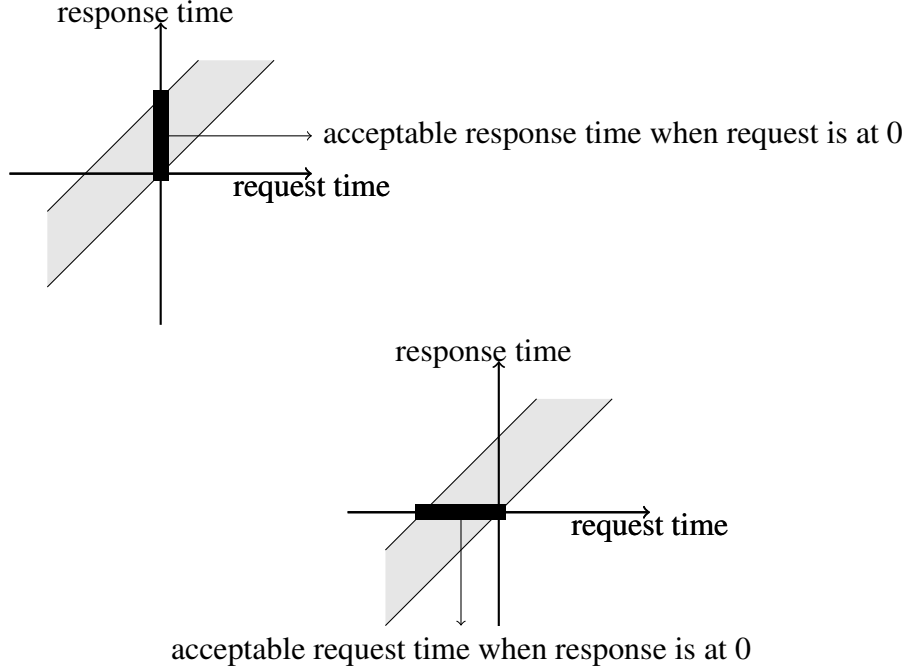 response time
acceptable response time when request is at 0
request time
response time
request time
acceptable request time when response is at 0